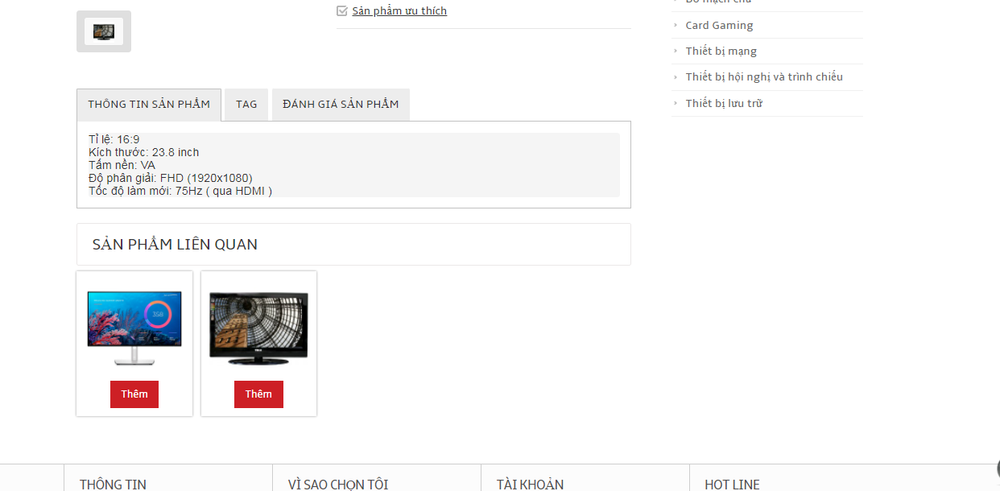 Sản phẩm ưu thích
Card Gaming
Thiết bị mạng
Thiết bị hội nghị và trình chiếu
Thiết bị lưu trữ
THÔNG TIN SẢN PHẨM
TAG
ĐÁNH GIÁ SẢN PHẨM
Tỉ lệ: 16:9
Kích thước: 23.8 inch
Tấm nền: VA
Độ phân giải: FHD (1920x1080)
Tốc độ làm mới: 75Hz ( qua HDMI )
SẢN PHẨM LIÊN QUAN
358
Thêm
Thêm
THÔNG TIN
VÌ SAO CHỌN TÔI
TÀI KHOẢN
HOT LINE